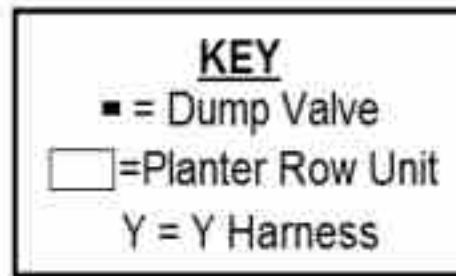 KEY
▪ = Dump Valve
=Planter Row Unit
Y = Y Harness